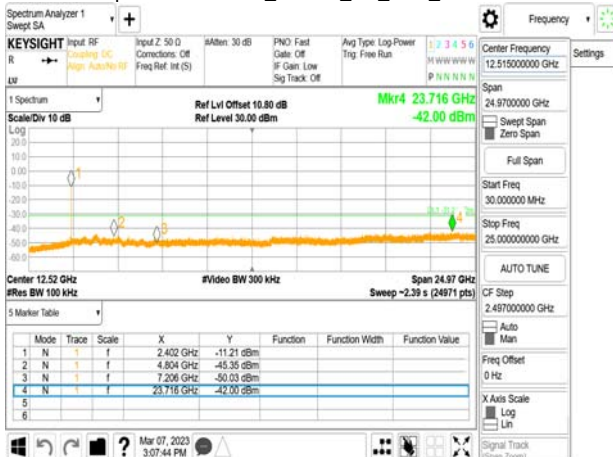 Spectrum Analyzer 1
Swept SA
+
Frequency
KEYSIGHT
R
Input: RF
Coupling: DC
Align: Auto/No RF
Input Z: 50 Ω
Corrections: Off
Freq Ref: Int (S)
#Atten: 30 dB
PNO: Fast
Gate: Off
IF Gain: Low
Sig Track: Off
Avg Type: Log-Power
Trig: Free Run
1 2 3 4 5 6
M W W W W W
P N N N N N
1 Spectrum
Scale/Div 10 dB
Ref Lvl Offset 10.80 dB
Ref Level 30.00 dBm
Mkr4 23.716 GHz
-42.00 dBm
Log
20.0
10.0
0.00
-10.0
-20.0
-30.0
-40.0
-50.0
-60.0
1
2
3
4
Center 12.52 GHz
#Res BW 100 kHz
#Video BW 300 kHz
Span 24.97 GHz
Sweep ~2.39 s (24971 pts)
5 Marker Table
Mode Trace Scale X Y Function Function Width Function Value
1 N 1 f 2.402 GHz -11.21 dBm
2 N 1 f 4.804 GHz -45.35 dBm
3 N 1 f 7.206 GHz -50.03 dBm
4 N 1 f 23.716 GHz -42.00 dBm
5
6
Mar 07, 2023
3:07:44 PM
Center Frequency
12.515000000 GHz
Settings
Span
24.9700000 GHz
Swept Span
Zero Span
Full Span
Start Freq
30.000000 MHz
Stop Freq
25.000000000 GHz
AUTO TUNE
CF Step
2.497000000 GHz
Auto
Man
Freq Offset
0 Hz
X Axis Scale
Log
Lin
Signal Track
(Span Zoom)